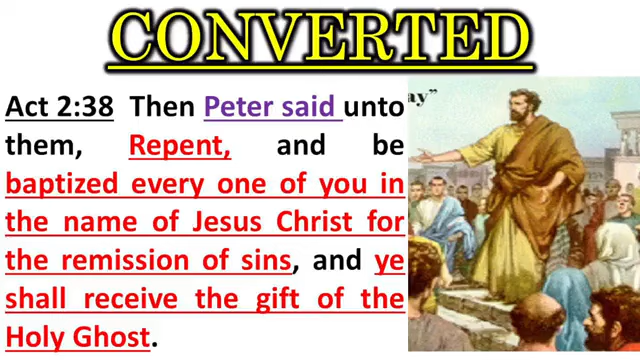 CONVERTED
Act 2:38 Then Peter said unto
them, Repent, and be
baptized every one of you in
the name of Jesus Christ for
the remission of sins, and ye
shall receive the gift of the
Holy Ghost.
ay”